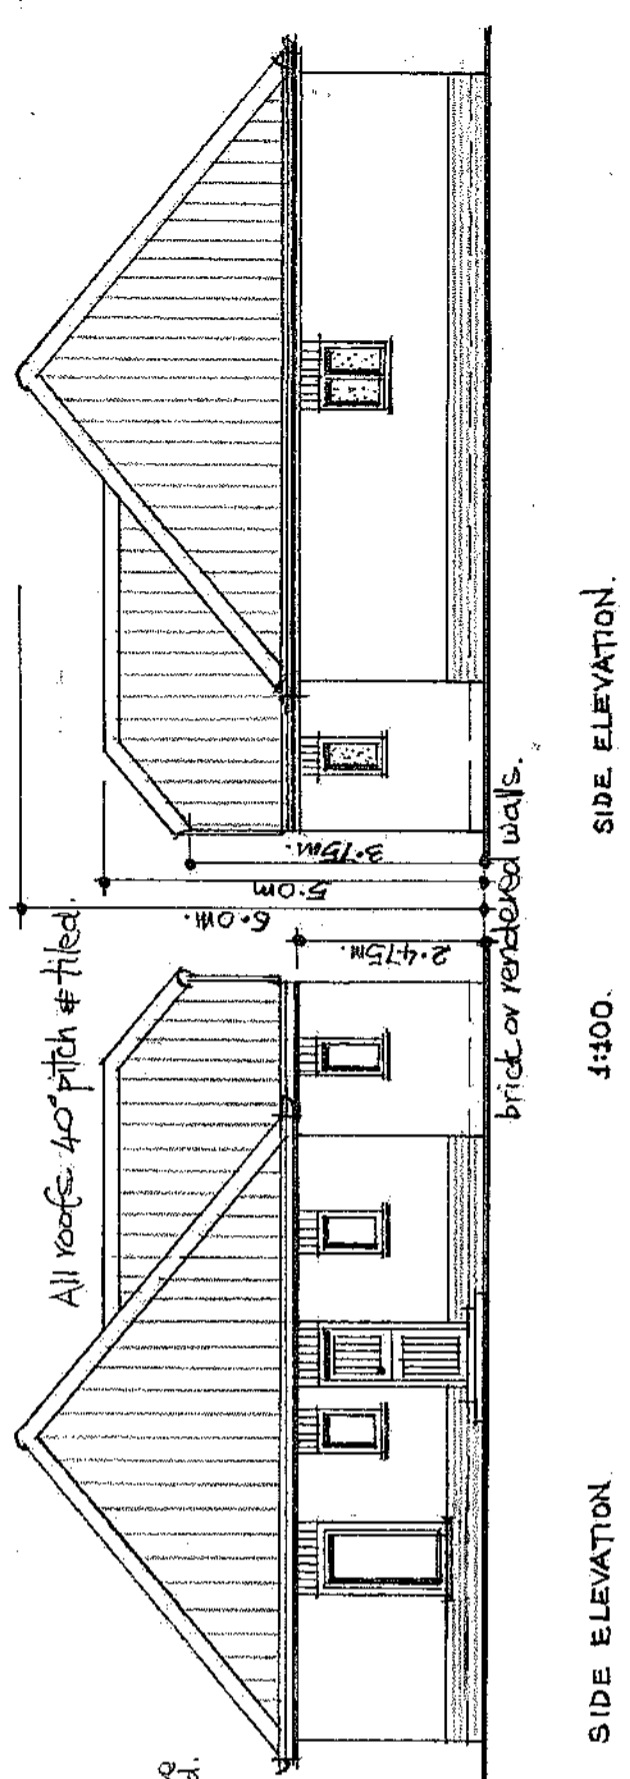 All roofs 40° pitch & tiled.
6.0m.
5.0m
3.75m.
2.475m.
brick or rendered walls.
SIDE ELEVATION
1:100.
SIDE ELEVATION.
d.